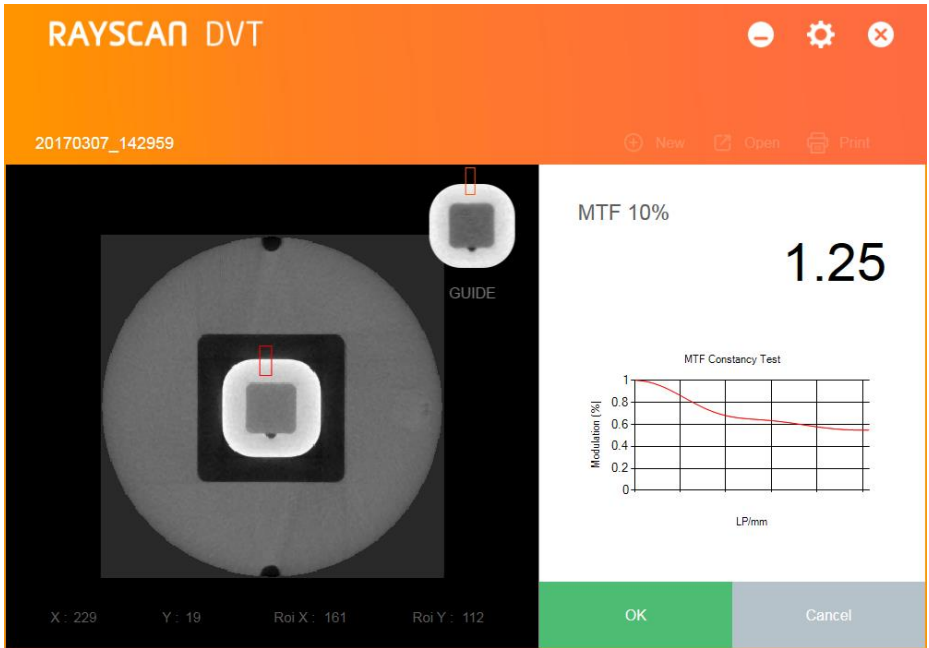 RAYSCAN DVT
20170307_142959
New Open Print
GUIDE
MTF 10%
1.25
MTF Constancy Test
1
0.8
0.6
0.4
0.2
0
Modulation (%)
LP/mm
X : 229 Y : 19 Roi X : 161 Roi Y : 112
OK Cancel